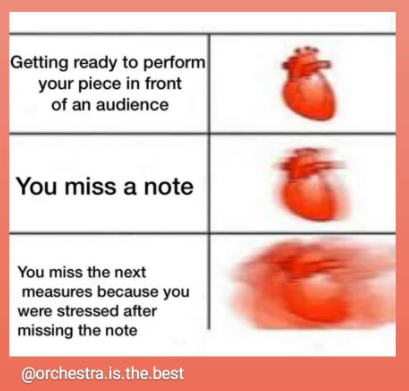 Getting ready to perform
your piece in front
of an audience
You miss a note
You miss the next
measures because you
were stressed after
missing the note
@orchestra.is.the.best